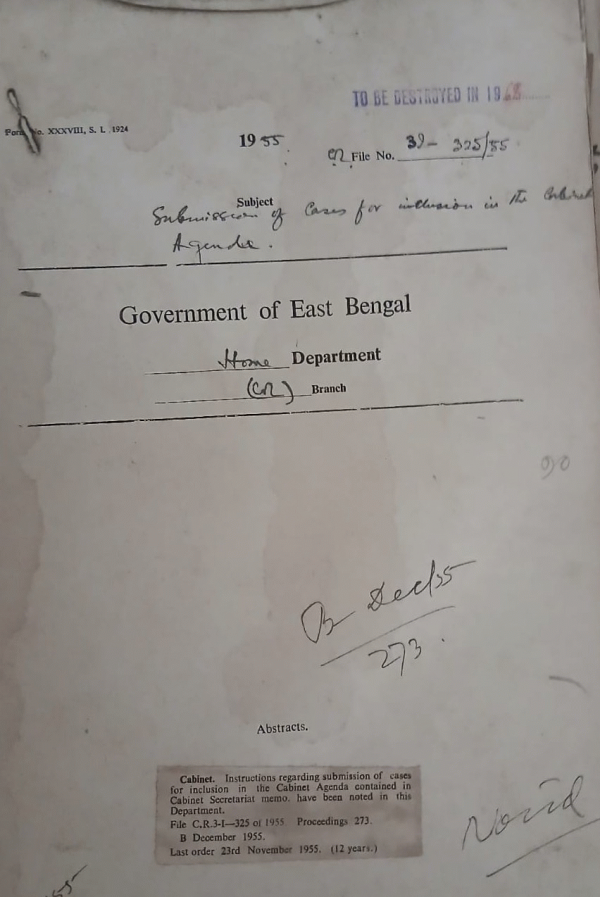 TO BE DESTROYED IN 1968
Form No. XXXVIII, S. L. 1924
1955
CR File No. 3I- 325/55
Subject
Submission of Cases for inclusion in the Cabinet
Agenda.
Government of East Bengal
Home Department
(CR) Branch
90
B Dec/55
273.
Abstracts.
Cabinet. Instructions regarding submission of cases
for inclusion in the Cabinet Agenda contained in
Cabinet Secretariat memo. have been noted in this
Department.
File C.R.3-I—325 of 1955 Proceedings 273.
B December 1955.
Last order 23rd November 1955. (12 years.)